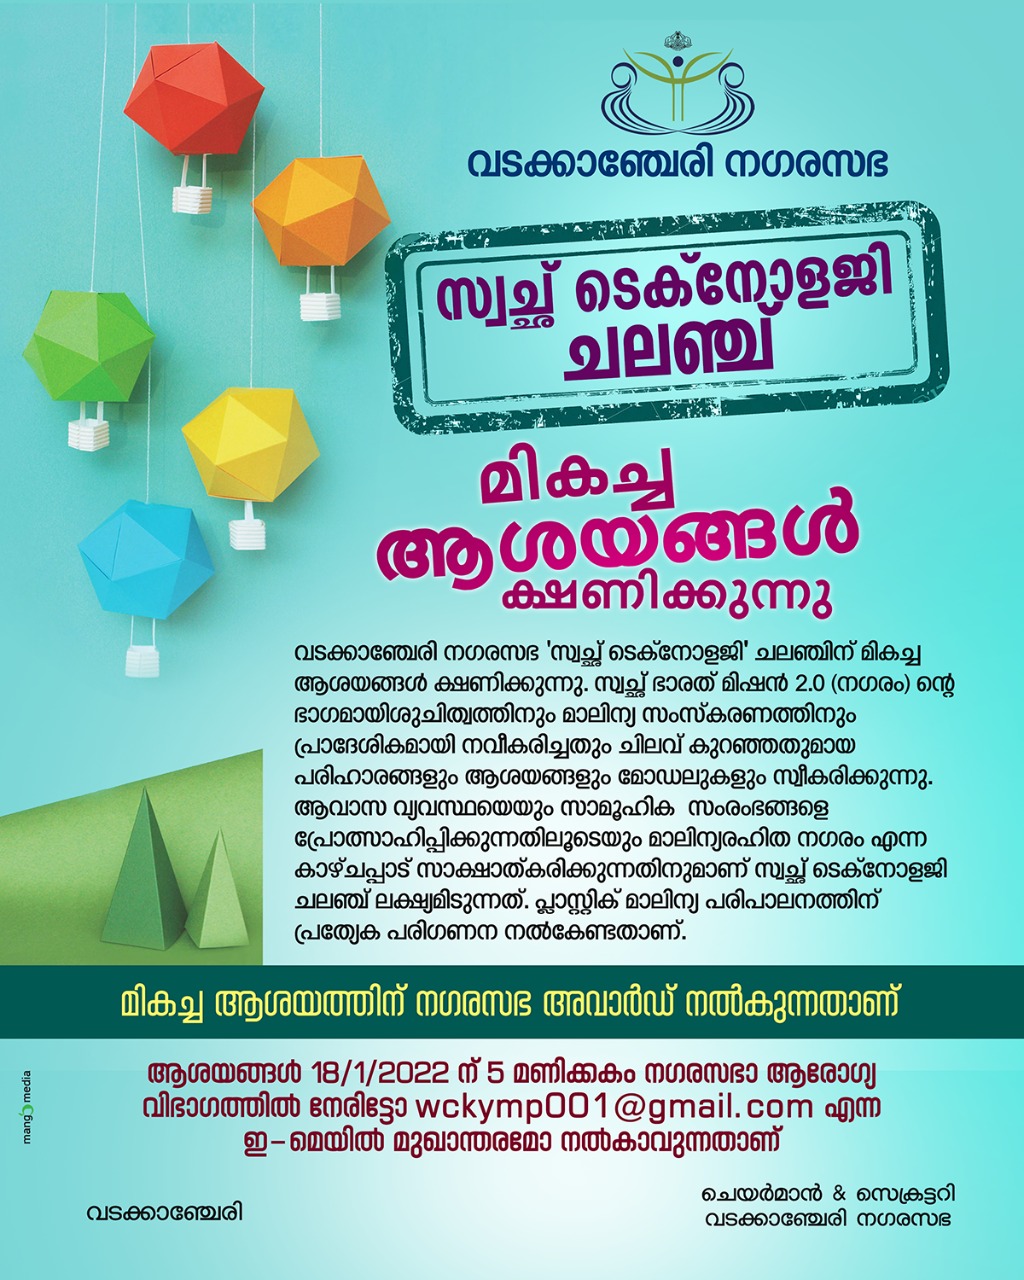 വടക്കാഞ്ചേരി നഗരസഭ
സ്വച്ഛ് ടെക്നോളജി
ചലഞ്ച്
മികച്ച
ആശയങ്ങൾ
ക്ഷണിക്കുന്നു
വടക്കാഞ്ചേരി നഗരസഭ 'സ്വച്ഛ് ടെക്നോളജി' ചലഞ്ചിന് മികച്ച
ആശയങ്ങൾ ക്ഷണിക്കുന്നു. സ്വച്ഛ് ഭാരത് മിഷൻ 2.0 (നഗരം) ന്റെ
ഭാഗമായിശുചിത്വത്തിനും മാലിന്യ സംസ്കരണത്തിനും
പ്രാദേശികമായി നവീകരിച്ചതും ചിലവ് കുറഞ്ഞതുമായ
പരിഹാരങ്ങളും ആശയങ്ങളും മോഡലുകളും സ്വീകരിക്കുന്നു.
ആവാസ വ്യവസ്ഥയെയും സാമൂഹിക സംരംഭങ്ങളെ
പ്രോത്സാഹിപ്പിക്കുന്നതിലൂടെയും മാലിന്യരഹിത നഗരം എന്ന
കാഴ്ചപ്പാട് സാക്ഷാത്കരിക്കുന്നതിനുമാണ് സ്വച്ഛ് ടെക്നോളജി
ചലഞ്ച് ലക്ഷ്യമിടുന്നത്. പ്ലാസ്റ്റിക് മാലിന്യ പരിപാലനത്തിന്
പ്രത്യേക പരിഗണന നൽകേണ്ടതാണ്.
മികച്ച ആശയത്തിന് നഗരസഭ അവാർഡ് നൽകുന്നതാണ്
ആശയങ്ങൾ 18/1/2022 ന് 5 മണിക്കകം നഗരസഭാ ആരോഗ്യ
വിഭാഗത്തിൽ നേരിട്ടോ wckymp001@gmail.com എന്ന
ഇ-മെയിൽ മുഖാന്തരമോ നൽകാവുന്നതാണ്
mango media
വടക്കാഞ്ചേരി
ചെയർമാൻ & സെക്രട്ടറി
വടക്കാഞ്ചേരി നഗരസഭ